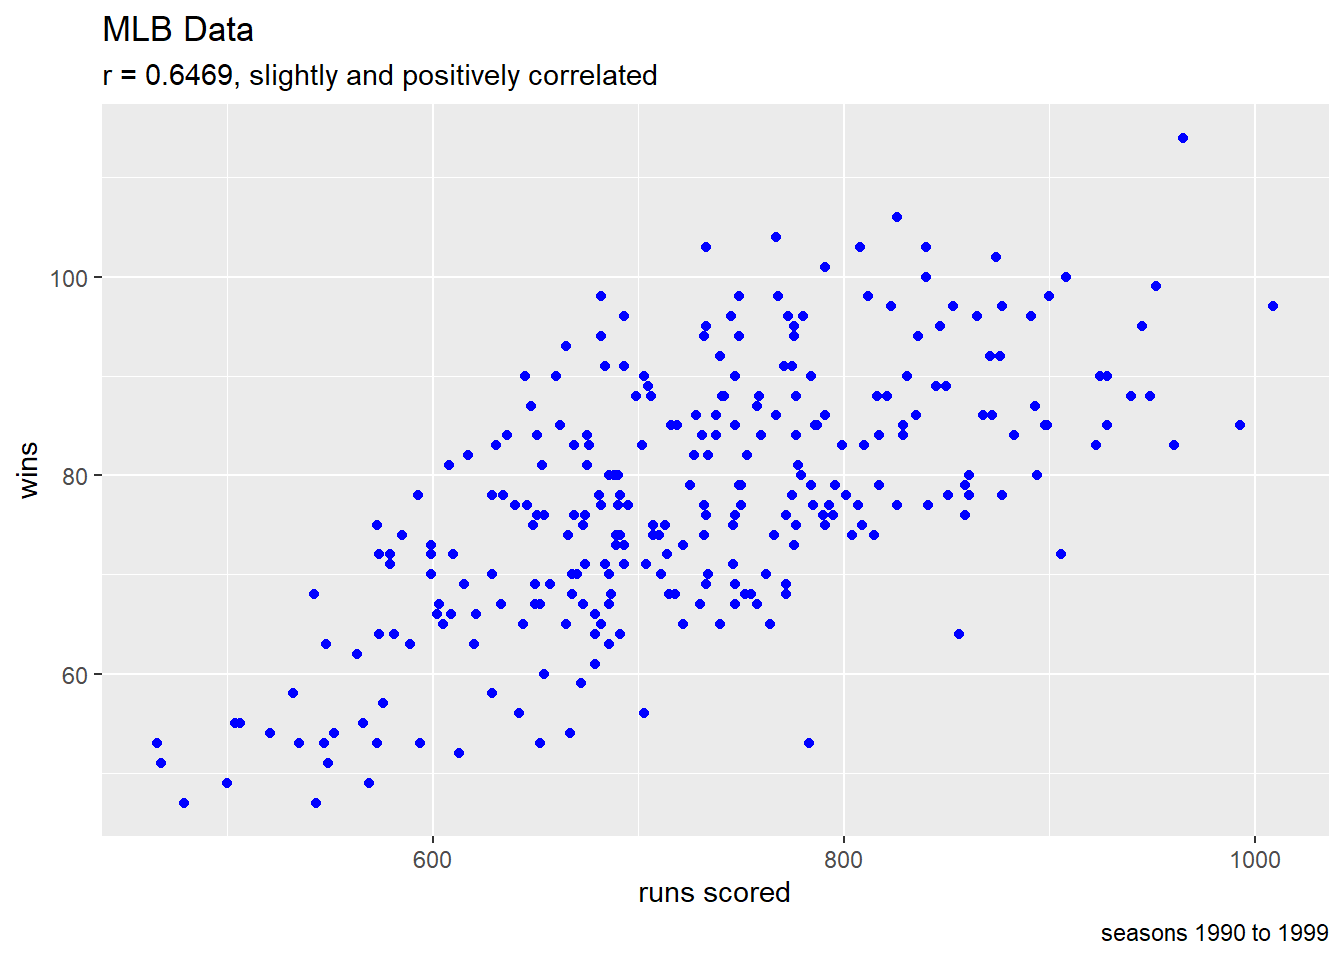 MLB Data
r = 0.6469, slightly and positively correlated
100
80
60
wins
600 800 1000
runs scored
seasons 1990 to 1999